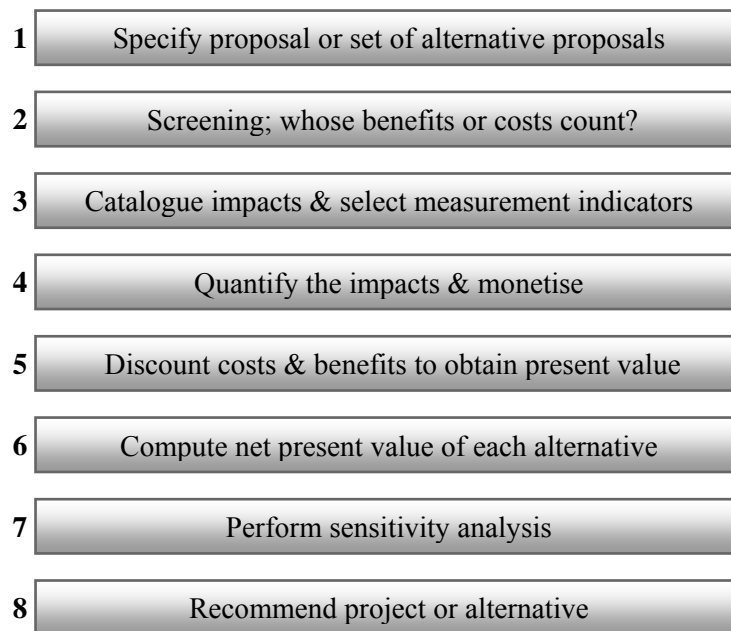 1 Specify proposal or set of alternative proposals
2 Screening; whose benefits or costs count?
3 Catalogue impacts & select measurement indicators
4 Quantify the impacts & monetise
5 Discount costs & benefits to obtain present value
6 Compute net present value of each alternative
7 Perform sensitivity analysis
8 Recommend project or alternative